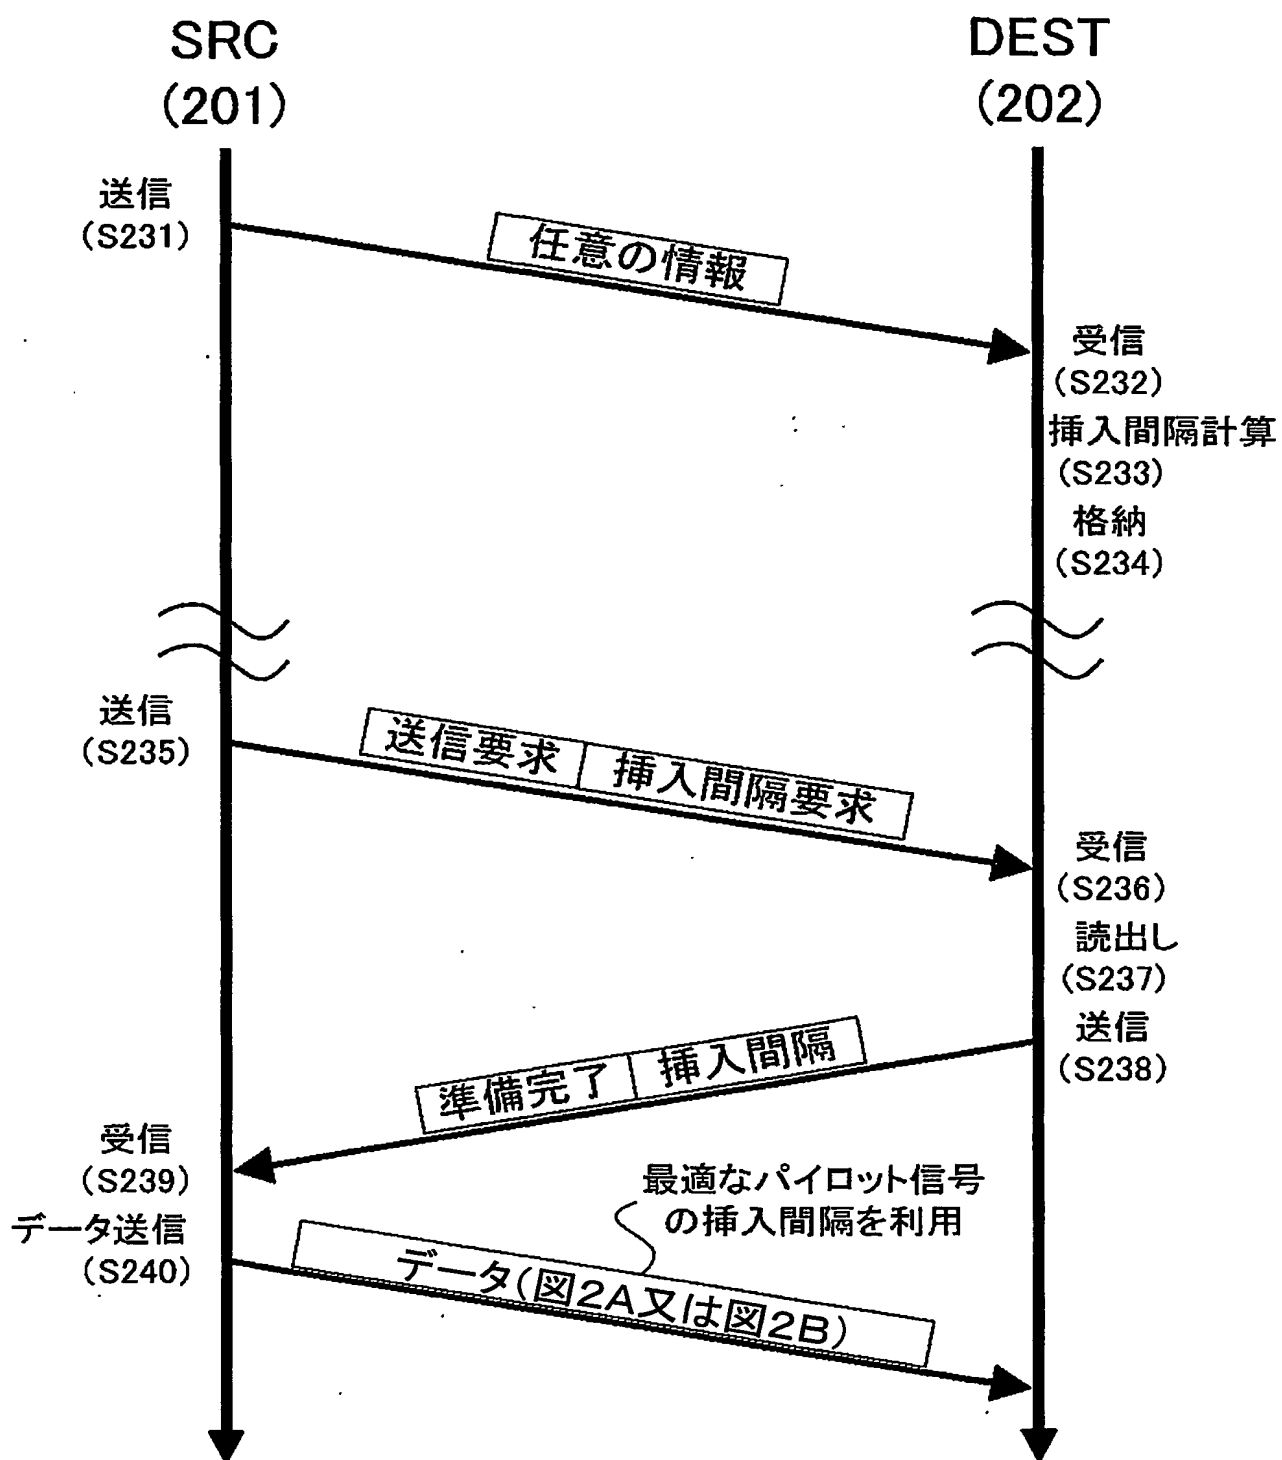 SRC
(201)
DEST
(202)
送信
(S231)
任意の情報
受信
(S232)
挿入間隔計算
(S233)
格納
(S234)
送信
(S235)
送信要求
挿入間隔要求
受信
(S236)
読出し
(S237)
送信
(S238)
準備完了
挿入間隔
受信
(S239)
最適なパイロット信号
の挿入間隔を利用
データ送信
(S240)
データ(図2A又は図2B)